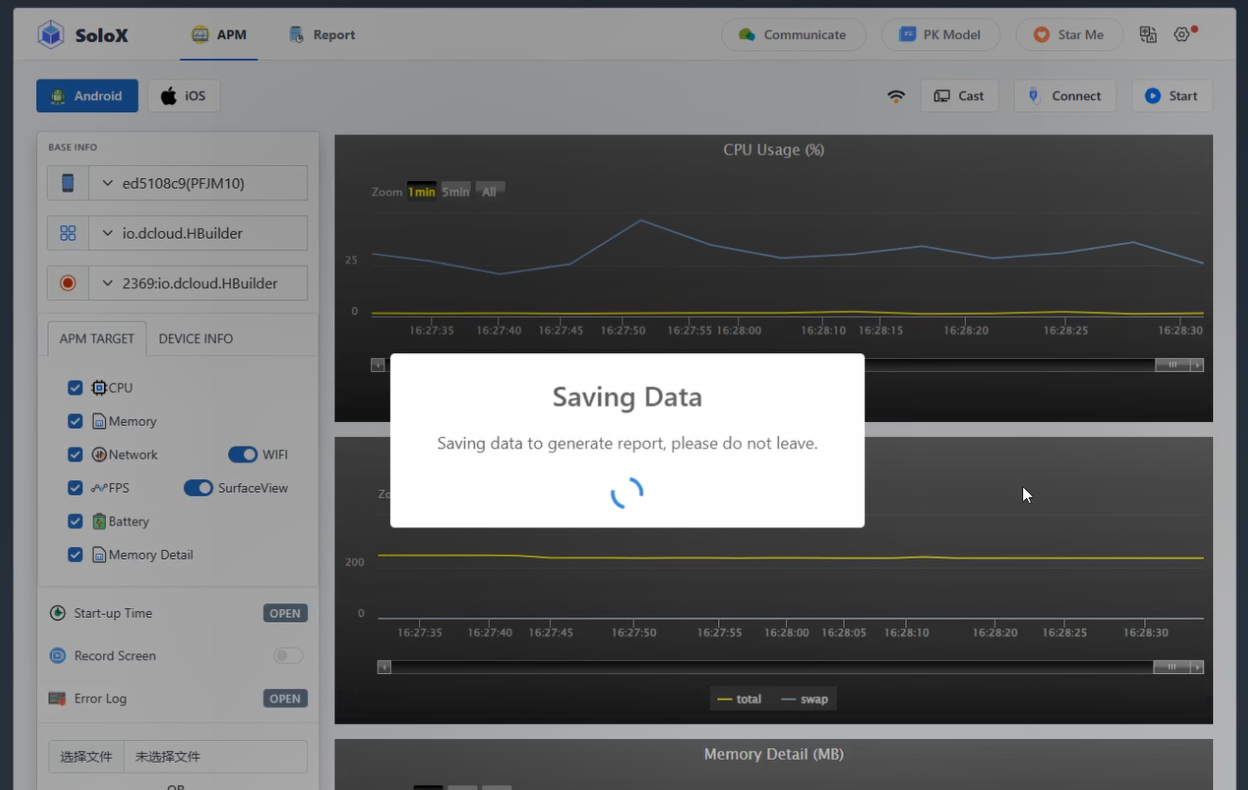 SoloX
APM
Report
Communicate
PK Model
Star Me
Android
iOS
Cast
Connect
Start
BASE INFO
ed5108c9(PFJM10)
io.dcloud.HBuilder
2369:io.dcloud.HBuilder
APM TARGET
DEVICE INFO
CPU
Memory
Network
WIFI
FPS
SurfaceView
Battery
Memory Detail
Start-up Time
OPEN
Record Screen
Error Log
OPEN
选择文件
未选择文件
OR
CPU Usage (%)
Zoom 1min 5min All
25
0
16:27:35 16:27:40 16:27:45 16:27:50 16:27:55 16:28:00 16:28:10 16:28:15 16:28:20 16:28:25 16:28:30
Saving Data
Saving data to generate report, please do not leave.
Zo
200
0
16:27:35 16:27:40 16:27:45 16:27:50 16:27:55 16:28:00 16:28:05 16:28:10 16:28:20 16:28:25 16:28:30
total swap
Memory Detail (MB)